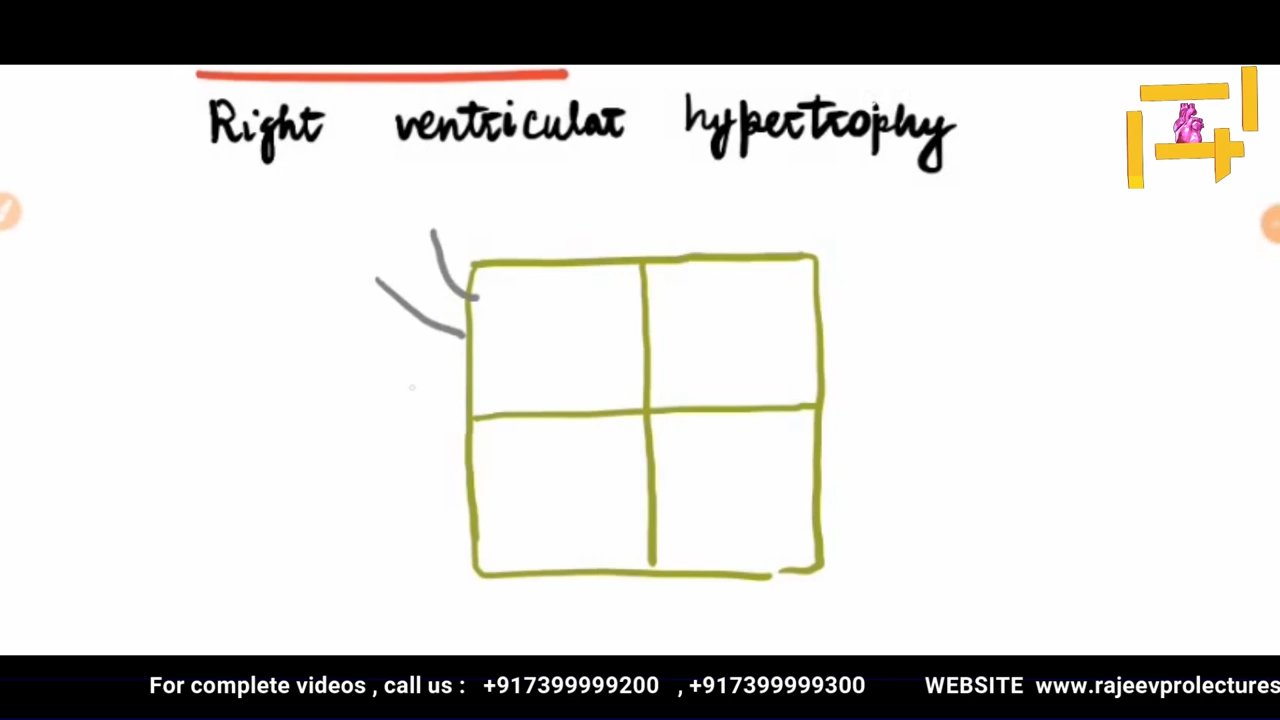 Right ventricular hypertrophy
For complete videos , call us : +917399999200 , +917399999300 WEBSITE www.rajeevprolectures